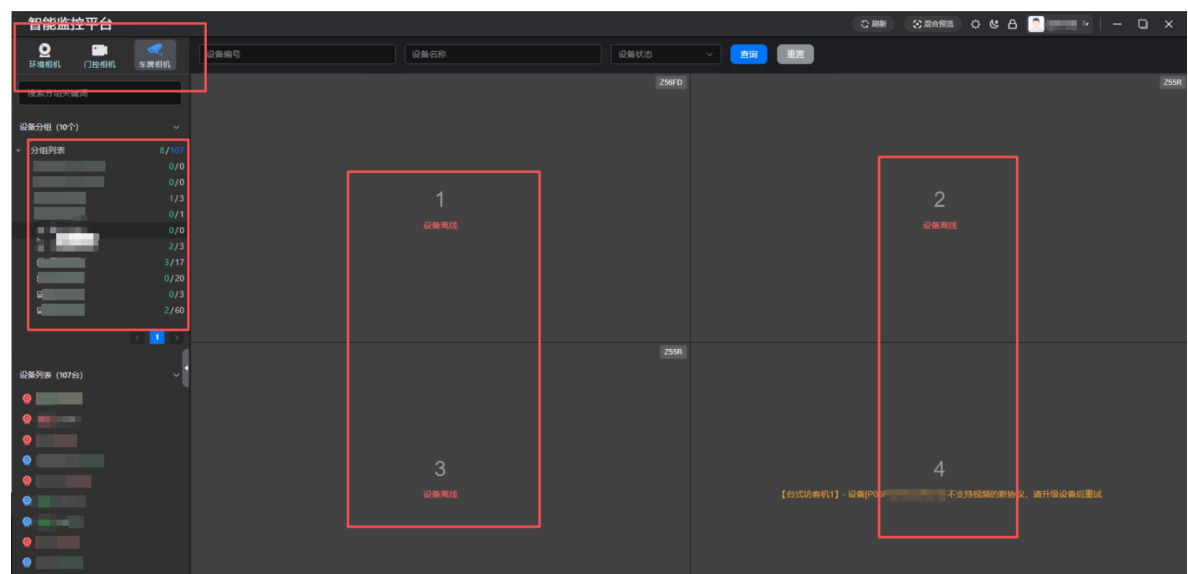 智能监控平台
刷新
混合预览
环境相机
门控相机
车牌相机
设备编号
设备名称
设备状态
查询
重置
搜索分组关键词
设备分组 (10个)
分组列表 8/107
0/0
0/0
1/3
0/1
0/0
2/3
3/17
0/20
0/3
2/60
1
设备列表 (107台)
Z56FD
1
设备离线
Z55R
2
设备离线
Z55R
3
设备离线
4
【台式访客机1】- 设备[P06F 不支持视频的新协议, 请升级设备后重试